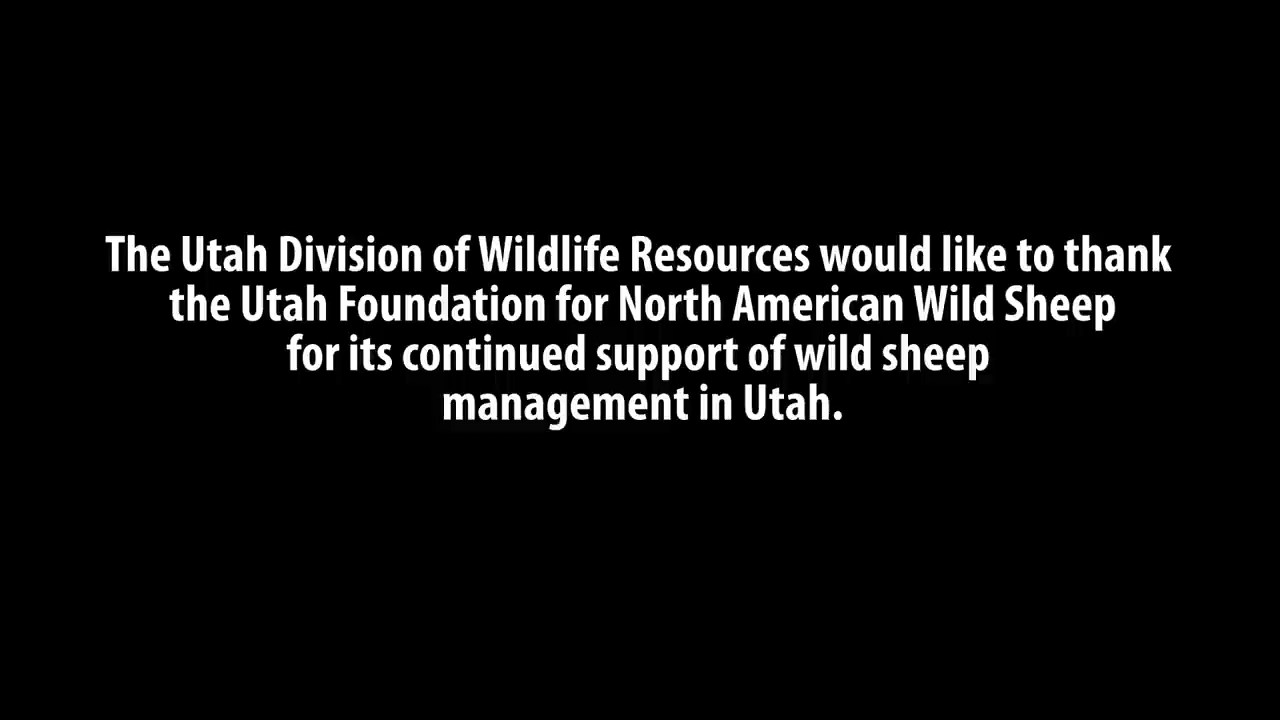 The Utah Division of Wildlife Resources would like to thank
the Utah Foundation for North American Wild Sheep
for its continued support of wild sheep
management in Utah.